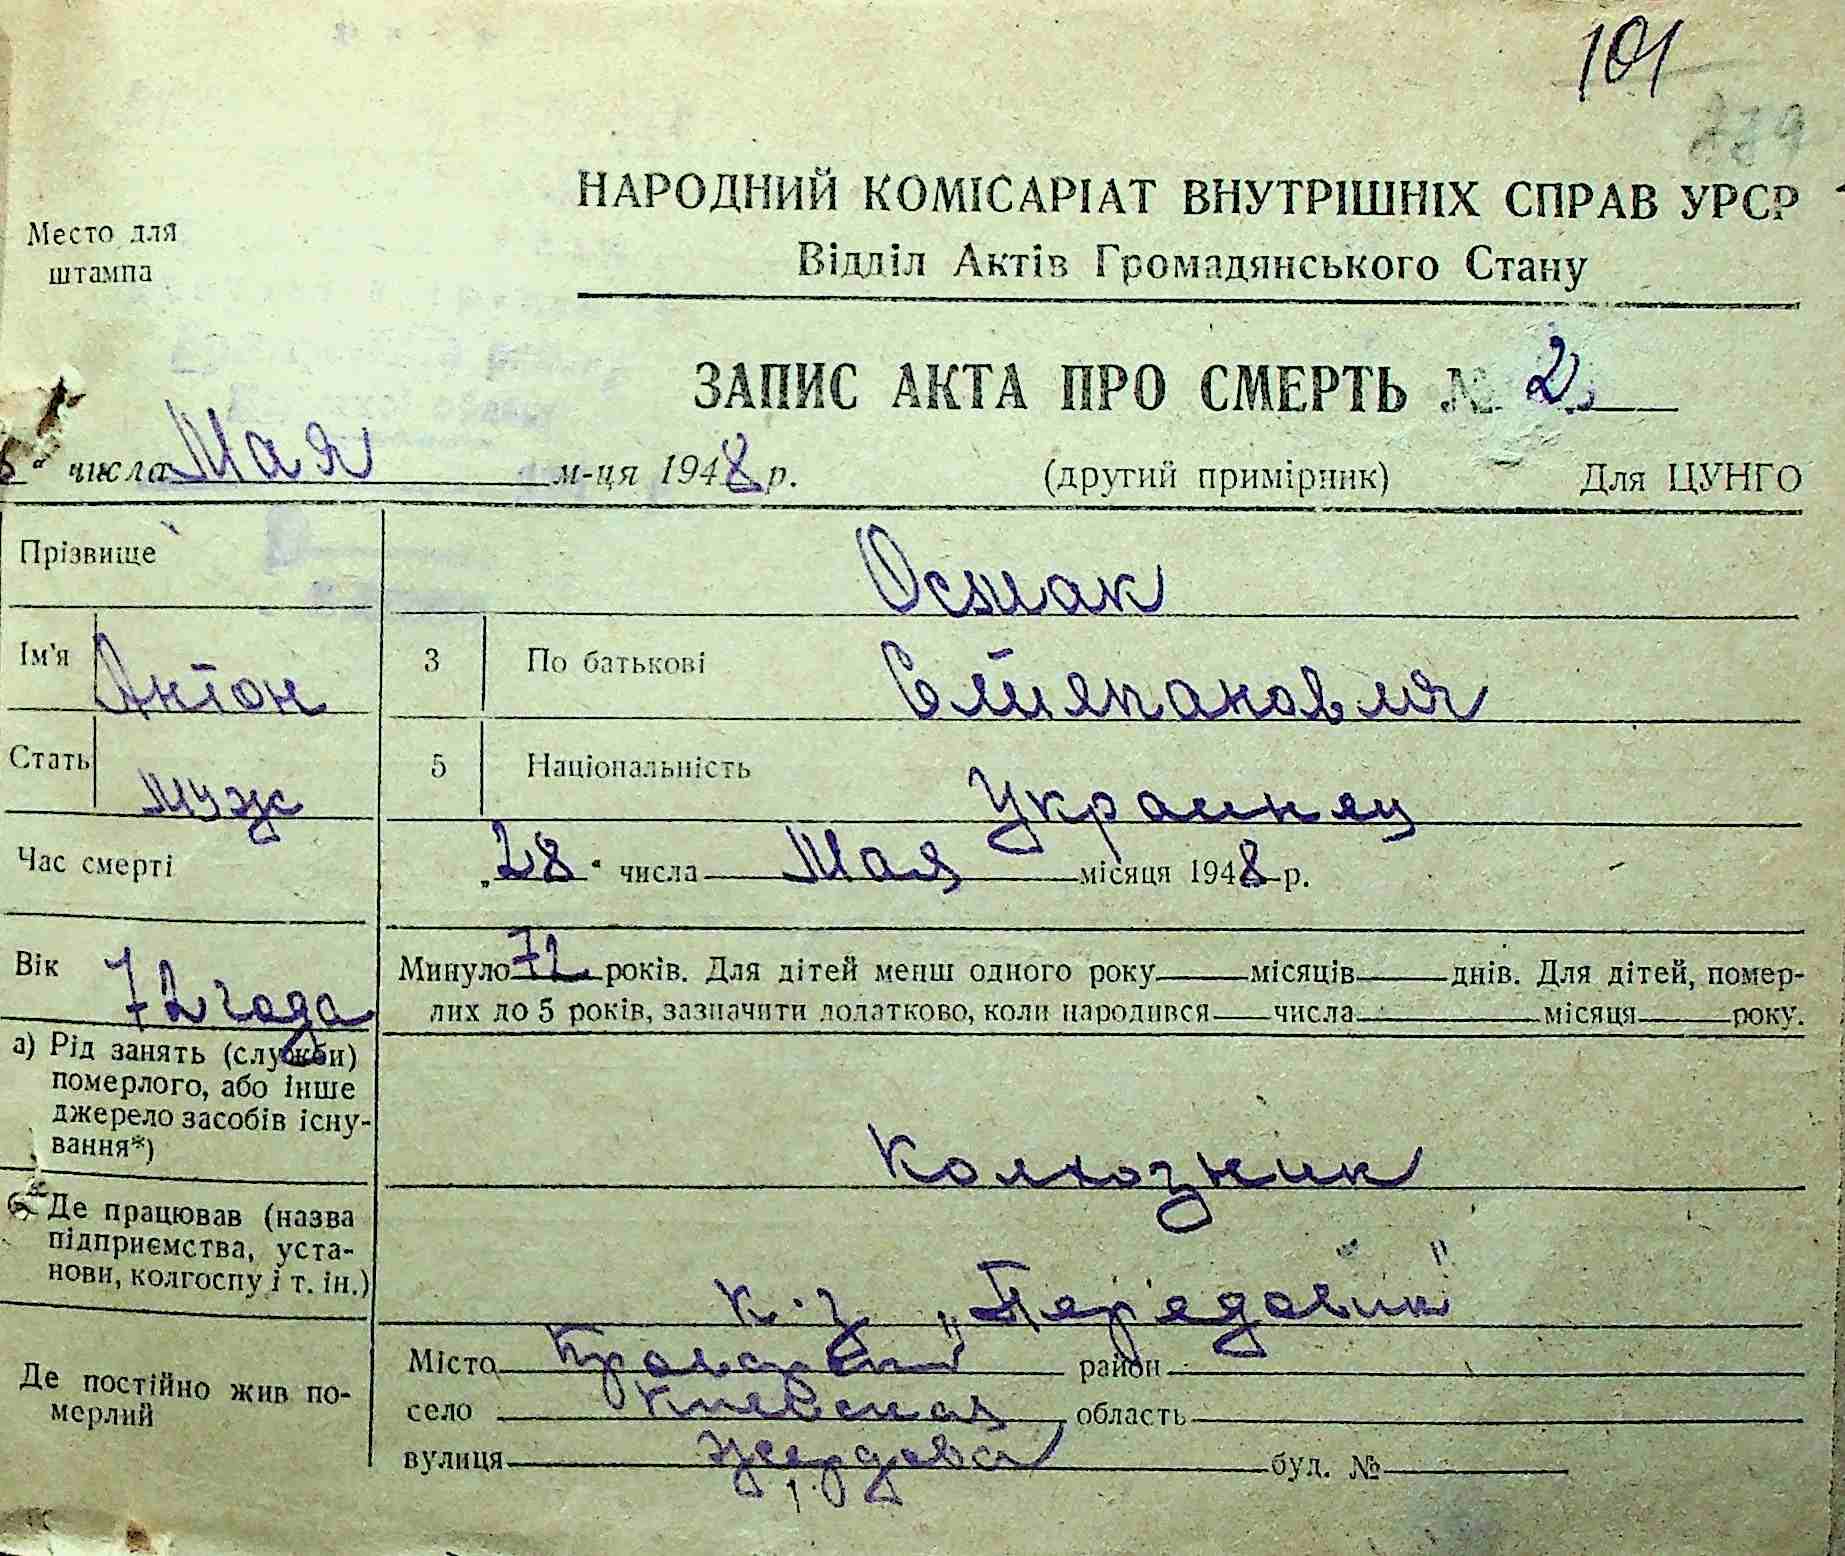 101
339
НАРОДНИЙ КОМІСАРІАТ ВНУТРІШНІХ СПРАВ УРСР
Відділ Актів Громадянського Стану
Место для
штампа
ЗАПИС АКТА ПРО СМЕРТЬ № 2
" числа Мая м-ця 1948 р. (другий примірник) Для ЦУНГО
Прізвище Осьмак
Ім'я Антон 3 По батькові Стипанович
Стать муж 5 Національність Украинец
Час смерті „28" числа Мая місяця 1948 р.
Вік 72 года Минуло 72 років. Для дітей менш одного року місяців днів. Для дітей, помер-
лих до 5 років, зазначити додатково, коли народився числа місяця року.
а) Рід занять (служби)
померлого, або інше
джерело засобів існу-
вання*)
Колхозник
б) Де працював (назва
підприємства, уста-
нови, колгоспу і т. ін.)
к-з „Передовик"
Де постійно жив по-
мерлий
Місто район
село Киевская область
вулиця Жердова буд. №